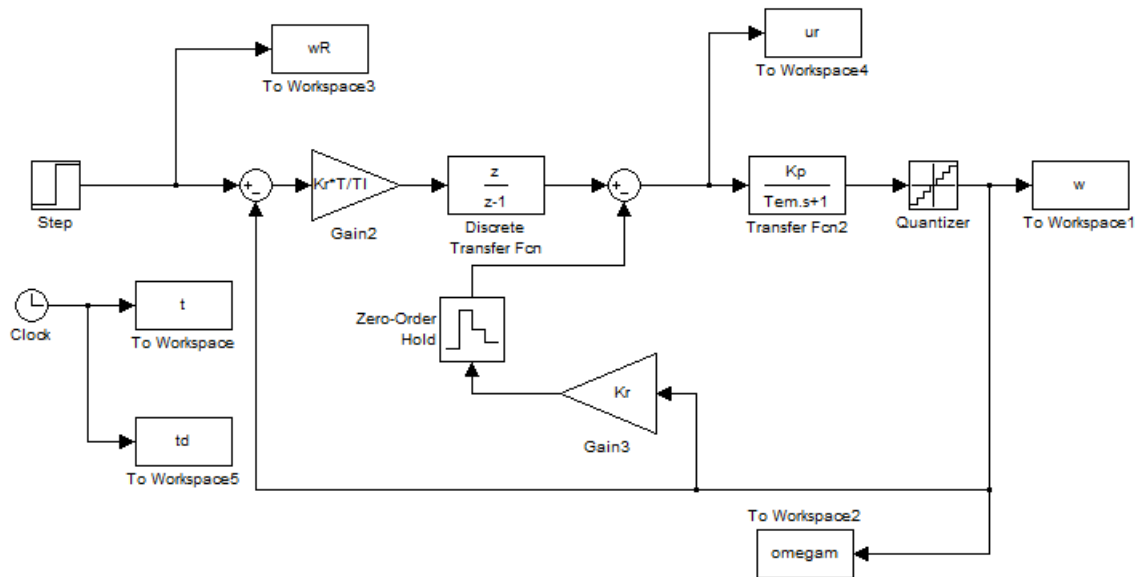 wR
To Workspace3
ur
To Workspace4
Step
+
−
Kr*T/TI
Gain2
z
z-1
Discrete
Transfer Fcn
+
−
Kp
Tem.s+1
Transfer Fcn2
Quantizer
w
To Workspace1
Clock
t
To Workspace
Zero-Order
Hold
Kr
Gain3
td
To Workspace5
To Workspace2
omegam